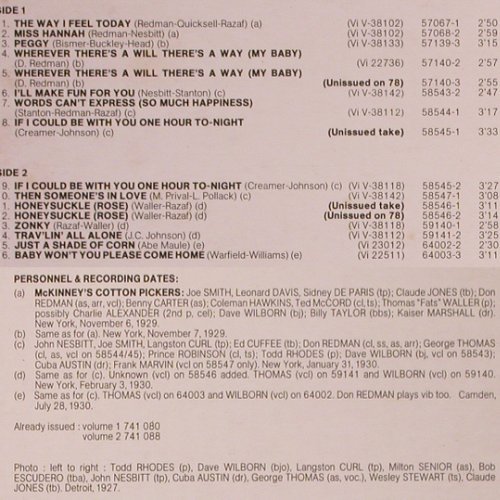 SIDE 1
1. THE WAY I FEEL TODAY (Redman-Quicksell-Razaf) (a) (Vi V-38102) 57067-1 2'50
2. MISS HANNAH (Redman-Nesbitt) (a) (Vi V-38102) 57068-2 2'59
3. PEGGY (Bismer-Buckley-Head) (b) (Vi V-38133) 57139-3 3'15
4. WHEREVER THERE'S A WILL THERE'S A WAY (MY BABY)
(D. Redman) (b) (Vi 22736) 57140-2 2'57
5. WHEREVER THERE'S A WILL THERE'S A WAY (MY BABY)
(D. Redman) (b) (Unissued on 78) 57140-3 2'55
6. I'LL MAKE FUN FOR YOU (Nesbitt-Stanton) (c) (Vi V-38142) 58543-2 2'47
7. WORDS CAN'T EXPRESS (SO MUCH HAPPINESS)
(Stanton-Redman-Razaf) (c) (Vi V-38112) 58544-1 3'17
8. IF I COULD BE WITH YOU ONE HOUR TO-NIGHT
(Creamer-Johnson) (c) (Unissued take) 58545-1 3'33
SIDE 2
9. IF I COULD BE WITH YOU ONE HOUR TO-NIGHT (Creamer-Johnson) (c) (Vi V-38118) 58545-2 3'27
0. THEN SOMEONE'S IN LOVE (M. Prival-L. Pollack) (c) (Vi V-38142) 58547-1 3'08
1. HONEYSUCKLE (ROSE) (Waller-Razaf) (d) (Unissued on 78) 58546-1 3'11
2. HONEYSUCKLE (ROSE) (Waller-Razaf) (d) (Unissued on 78) 58546-2 3'14
3. ZONKY (Razaf-Waller) (d) (Vi V-38118) 59140-1 2'58
4. TRAV'LIN' ALL ALONE (J.C. Johnson) (d) (Vi V-38112) 59141-2 3'25
5. JUST A SHADE OF CORN (Abe Maule) (e) (Vi 23012) 64002-2 2'30
6. BABY WON'T YOU PLEASE COME HOME (Warfield-Williams) (e) (Vi 22511) 64003-3 3'11
PERSONNEL & RECORDING DATES:
(a) McKINNEY'S COTTON PICKERS: Joe SMITH, Leonard DAVIS, Sidney DE PARIS (tp); Claude JONES (tb); Don
REDMAN (as, arr, vcl); Benny CARTER (as); Coleman HAWKINS, Ted McCORD (cl, ts); Thomas "Fats" WALLER (p);
possibly Charlie ALEXANDER (2nd p, cel); Dave WILBORN (bj); Billy TAYLOR (bbs); Kaiser MARSHALL (dr).
New York, November 6, 1929.
(b) Same as for (a). New York, November 7, 1929.
(c) John NESBITT, Joe SMITH, Langston CURL (tp); Ed CUFFEE (tb); Don REDMAN (cl, ss, as, arr); George THOMAS
(cl, as, vcl on 58544/45); Prince ROBINSON (cl, ts); Todd RHODES (p); Dave WILBORN (bj, vcl on 58543);
Cuba AUSTIN (dr); Frank MARVIN (vcl on 58547 only). New York, January 31, 1930.
(d) Same as for (c). Unknown (vcl) on 58546 added. THOMAS (vcl) on 59141 and WILBORN (vcl) on 59140.
New York, February 3, 1930.
(e) Same as for (c). THOMAS (vcl) on 64003 and WILBORN (vcl) on 64002. Don REDMAN plays vib too. Camden,
July 28, 1930.
Already issued : volume 1 741 080
volume 2 741 088
Photo : left to right : Todd RHODES (p), Dave WILBORN (bjo), Langston CURL (tp), Milton SENIOR (as), Bob
ESCUDERO (tba), John NESBITT (tp), Cuba AUSTIN (dr), George THOMAS (as, voc.), Wesley STEWART (ts), Claude
JONES (tb). Detroit, 1927.